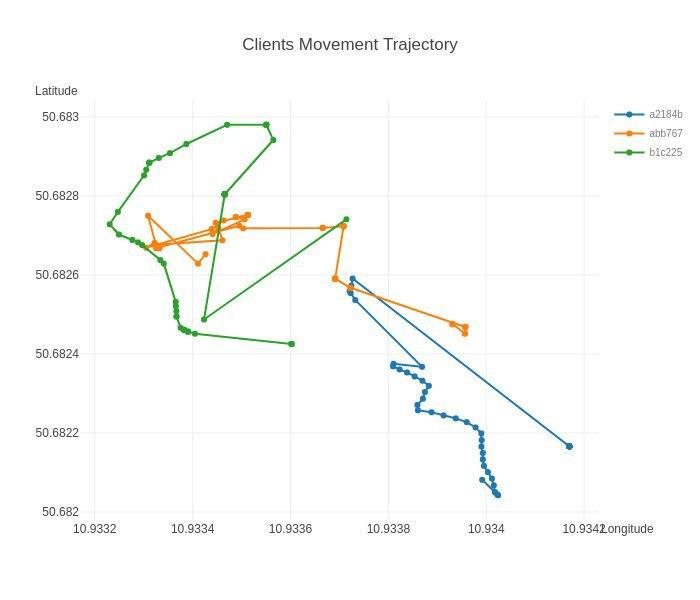 Clients Movement Trajectory
Latitude
50.683
50.6828
50.6826
50.6824
50.6822
50.682
10.9332
10.9334
10.9336
10.9338
10.934
10.9342
Longitude
a2184b
abb767
b1c225